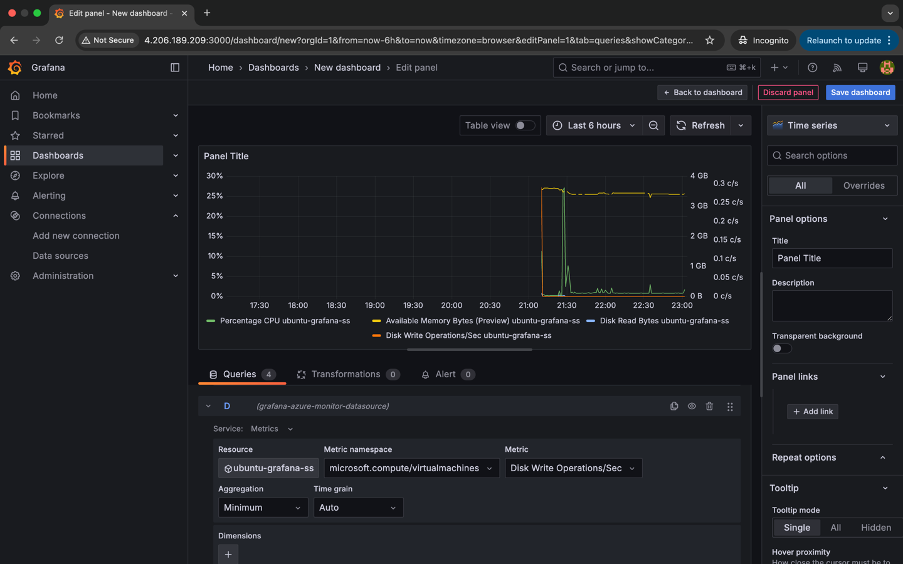 Edit panel - New dashboard -
Not Secure
4.206.189.209:3000/dashboard/new?orgId=1&from=now-6h&to=now&timezone=browser&editPanel=1&tab=queries&showCategor...
Incognito
Relaunch to update
Grafana
Home
Dashboards
New dashboard
Edit panel
Search or jump to...
⌘+k
Back to dashboard
Discard panel
Save dashboard
Home
Bookmarks
Starred
Dashboards
Explore
Alerting
Connections
Add new connection
Data sources
Administration
Table view
Last 6 hours
Refresh
Time series
Search options
All
Overrides
Panel options
Title
Panel Title
Description
Transparent background
Panel links
+ Add link
Repeat options
Tooltip
Tooltip mode
Single
All
Hidden
Hover proximity
How close the cursor must be to
Panel Title
30%
25%
20%
15%
10%
5%
0%
4 GB
3 GB
2 GB
1 GB
0 B
0.3 c/s
0.25 c/s
0.2 c/s
0.15 c/s
0.1 c/s
0.05 c/s
0 c/s
17:30 18:00 18:30 19:00 19:30 20:00 20:30 21:00 21:30 22:00 22:30 23:00
Percentage CPU ubuntu-grafana-ss
Available Memory Bytes (Preview) ubuntu-grafana-ss
Disk Read Bytes ubuntu-grafana-ss
Disk Write Operations/Sec ubuntu-grafana-ss
Queries 4
Transformations 0
Alert 0
D
(grafana-azure-monitor-datasource)
Service: Metrics
Resource
ubuntu-grafana-ss
Metric namespace
microsoft.compute/virtualmachines
Metric
Disk Write Operations/Sec
Aggregation
Minimum
Time grain
Auto
Dimensions